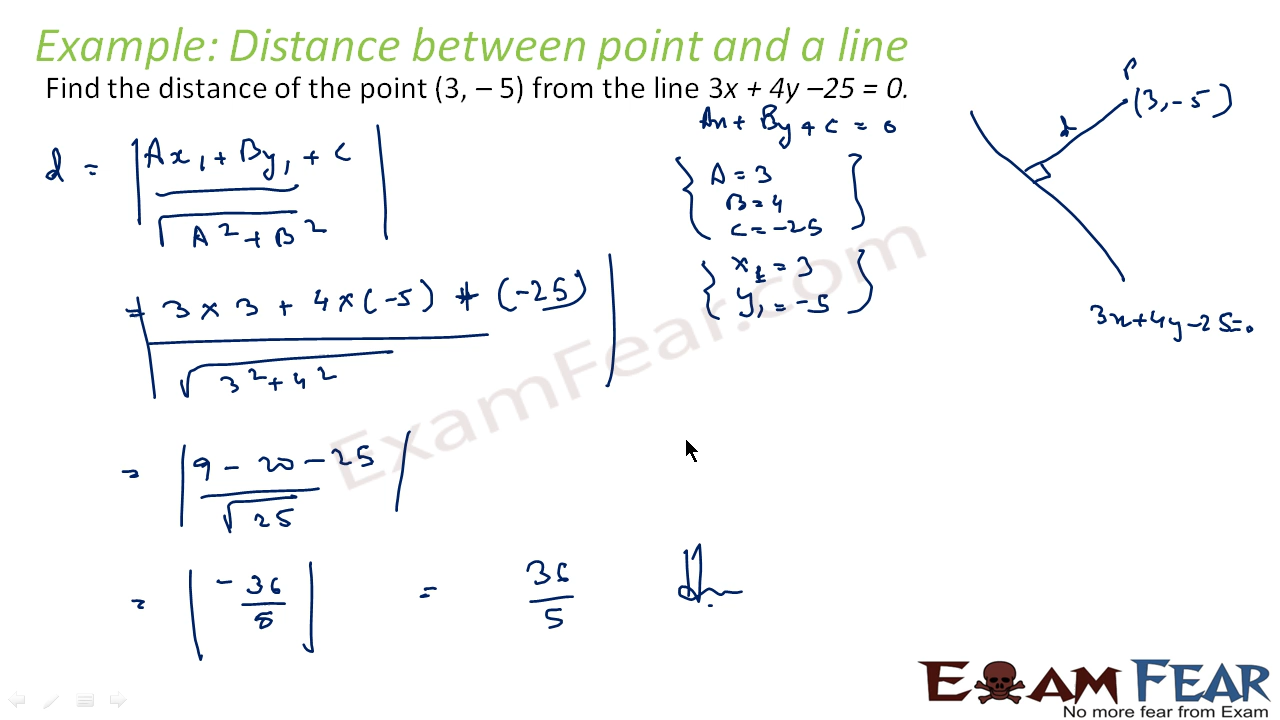 Example: Distance between point and a line
Find the distance of the point (3, – 5) from the line 3x + 4y –25 = 0.
d = | Ax₁ + By₁ + C / √A² + B² |
= | 3 × 3 + 4 × (-5) + (-25) / √3² + 4² |
= | 9 - 20 - 25 / √25 |
= | -36 / 5 | = 36 / 5
Ax + By + C = 0
{ A = 3
B = 4
C = -25 }
{ x₁ = 3
y₁ = -5 }
P
(3, -5)
d
3x+4y-25=0
ExamFear.com
EXAM FEAR
No more fear from Exam